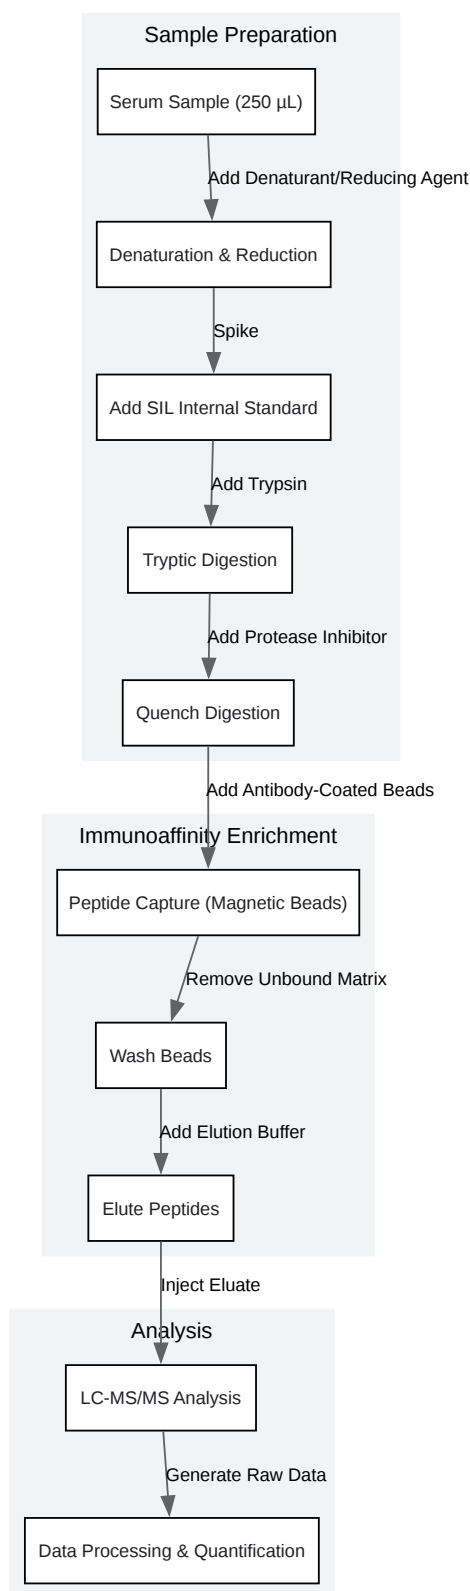 Sample Preparation
Serum Sample (250 µL)
Add Denaturant/Reducing Agent
Denaturation & Reduction
Spike
Add SIL Internal Standard
Add Trypsin
Tryptic Digestion
Add Protease Inhibitor
Quench Digestion
Add Antibody-Coated Beads
Immunoaffinity Enrichment
Peptide Capture (Magnetic Beads)
Remove Unbound Matrix
Wash Beads
Add Elution Buffer
Elute Peptides
Inject Eluate
Analysis
LC-MS/MS Analysis
Generate Raw Data
Data Processing & Quantification